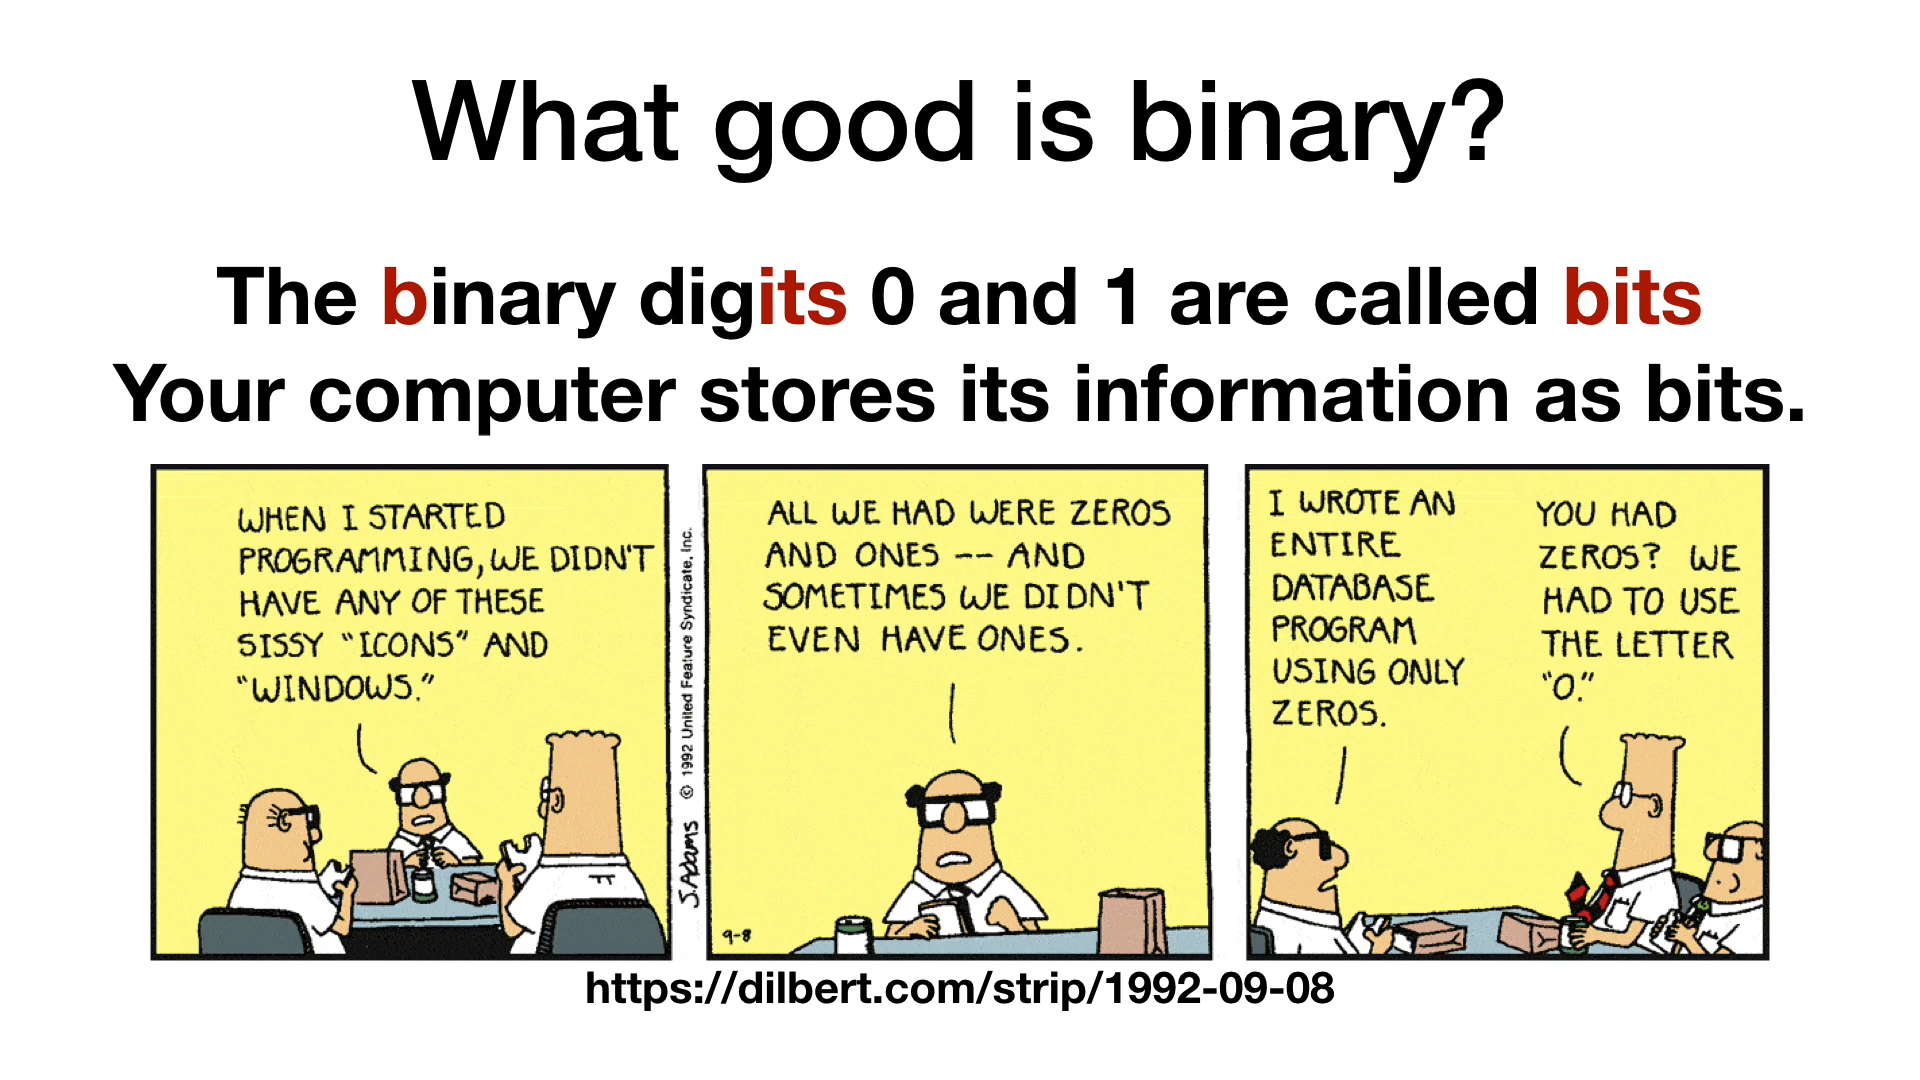 What good is binary?
The binary digits 0 and 1 are called bits
Your computer stores its information as bits.
WHEN I STARTED
PROGRAMMING, WE DIDN'T
HAVE ANY OF THESE
SISSY "ICONS" AND
"WINDOWS."
S.Adams © 1992 United Feature Syndicate, Inc.
ALL WE HAD WERE ZEROS
AND ONES -- AND
SOMETIMES WE DIDN'T
EVEN HAVE ONES.
9-8
I WROTE AN
ENTIRE
DATABASE
PROGRAM
USING ONLY
ZEROS.
YOU HAD
ZEROS? WE
HAD TO USE
THE LETTER
"O."
https://dilbert.com/strip/1992-09-08